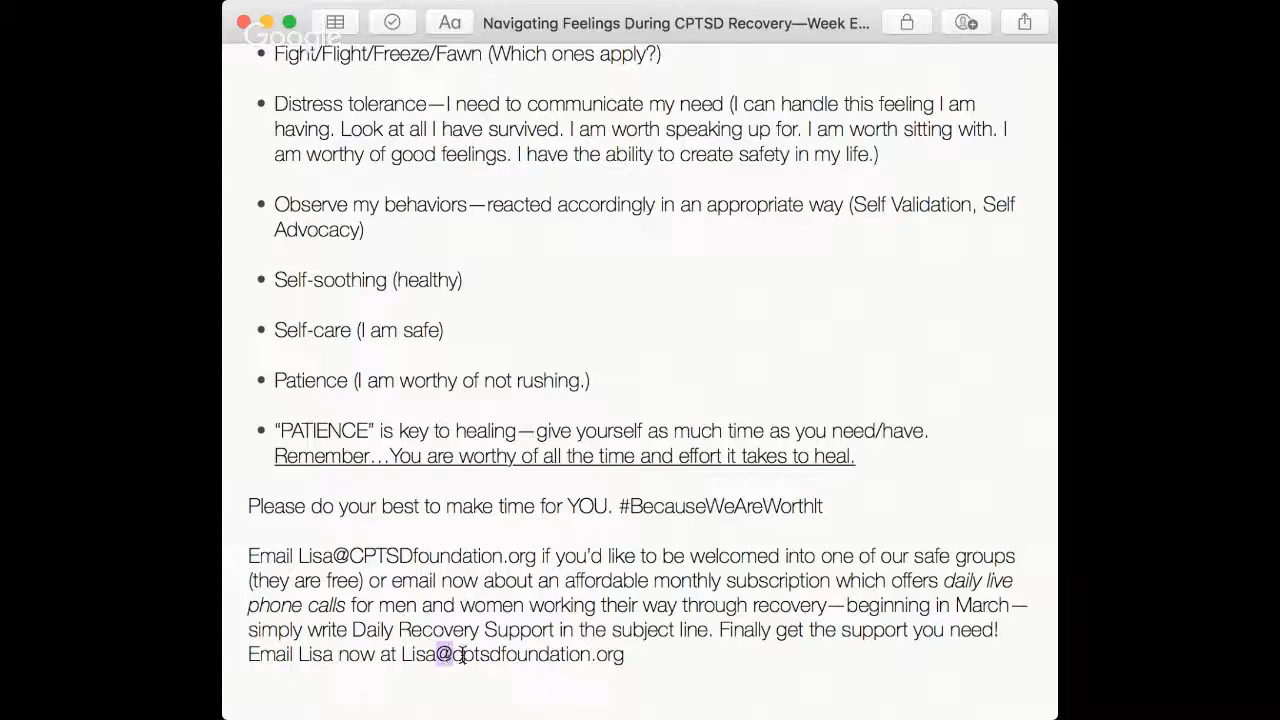 Aa
Navigating Feelings During CPTSD Recovery—Week E...
Google
• Fight/Flight/Freeze/Fawn (Which ones apply?)
• Distress tolerance—I need to communicate my need (I can handle this feeling I am
having. Look at all I have survived. I am worth speaking up for. I am worth sitting with. I
am worthy of good feelings. I have the ability to create safety in my life.)
• Observe my behaviors—reacted accordingly in an appropriate way (Self Validation, Self
Advocacy)
• Self-soothing (healthy)
• Self-care (I am safe)
• Patience (I am worthy of not rushing.)
• “PATIENCE” is key to healing—give yourself as much time as you need/have.
Remember...You are worthy of all the time and effort it takes to heal.
Please do your best to make time for YOU. #BecauseWeAreWorthIt
Email Lisa@CPTSDfoundation.org if you’d like to be welcomed into one of our safe groups
(they are free) or email now about an affordable monthly subscription which offers daily live
phone calls for men and women working their way through recovery—beginning in March—
simply write Daily Recovery Support in the subject line. Finally get the support you need!
Email Lisa now at Lisa@cptsdfoundation.org